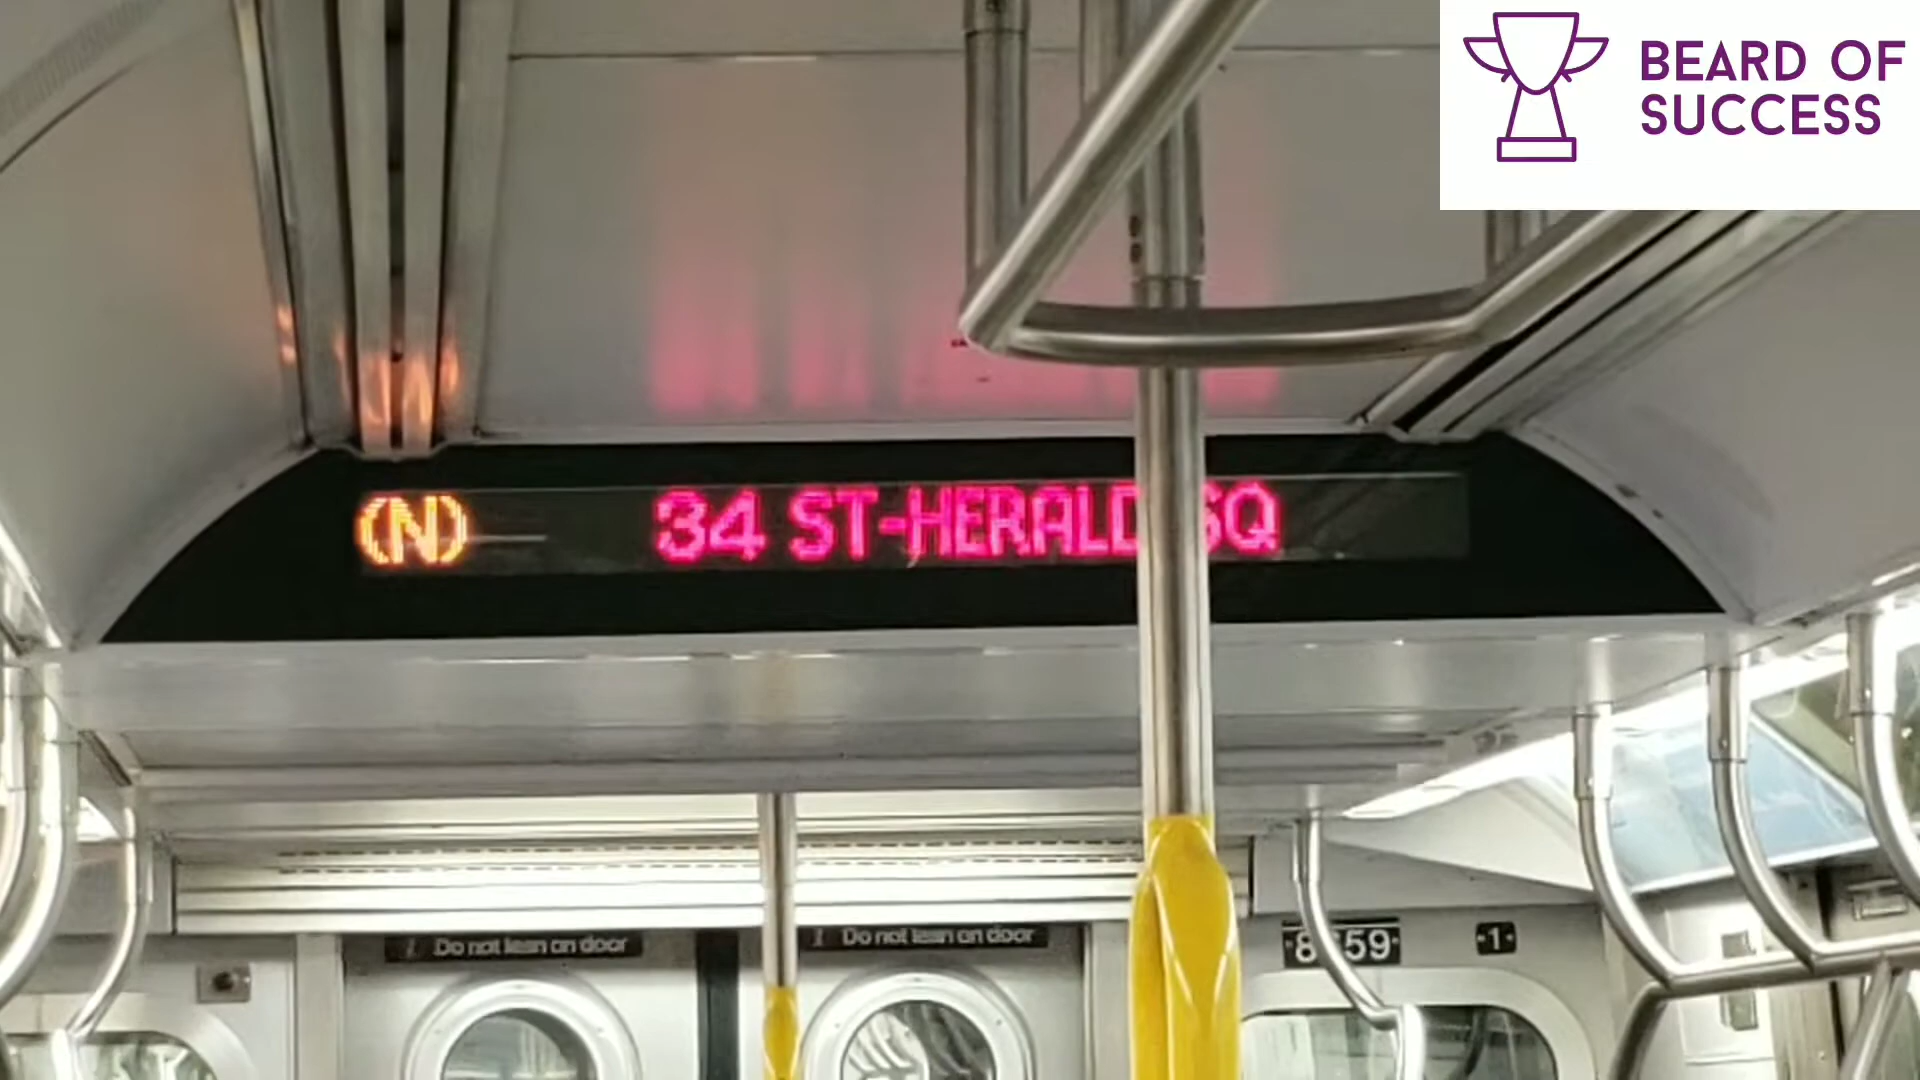 BEARD OF
SUCCESS
(N) 34 ST-HERALD SQ
Do not lean on door
Do not lean on door
1